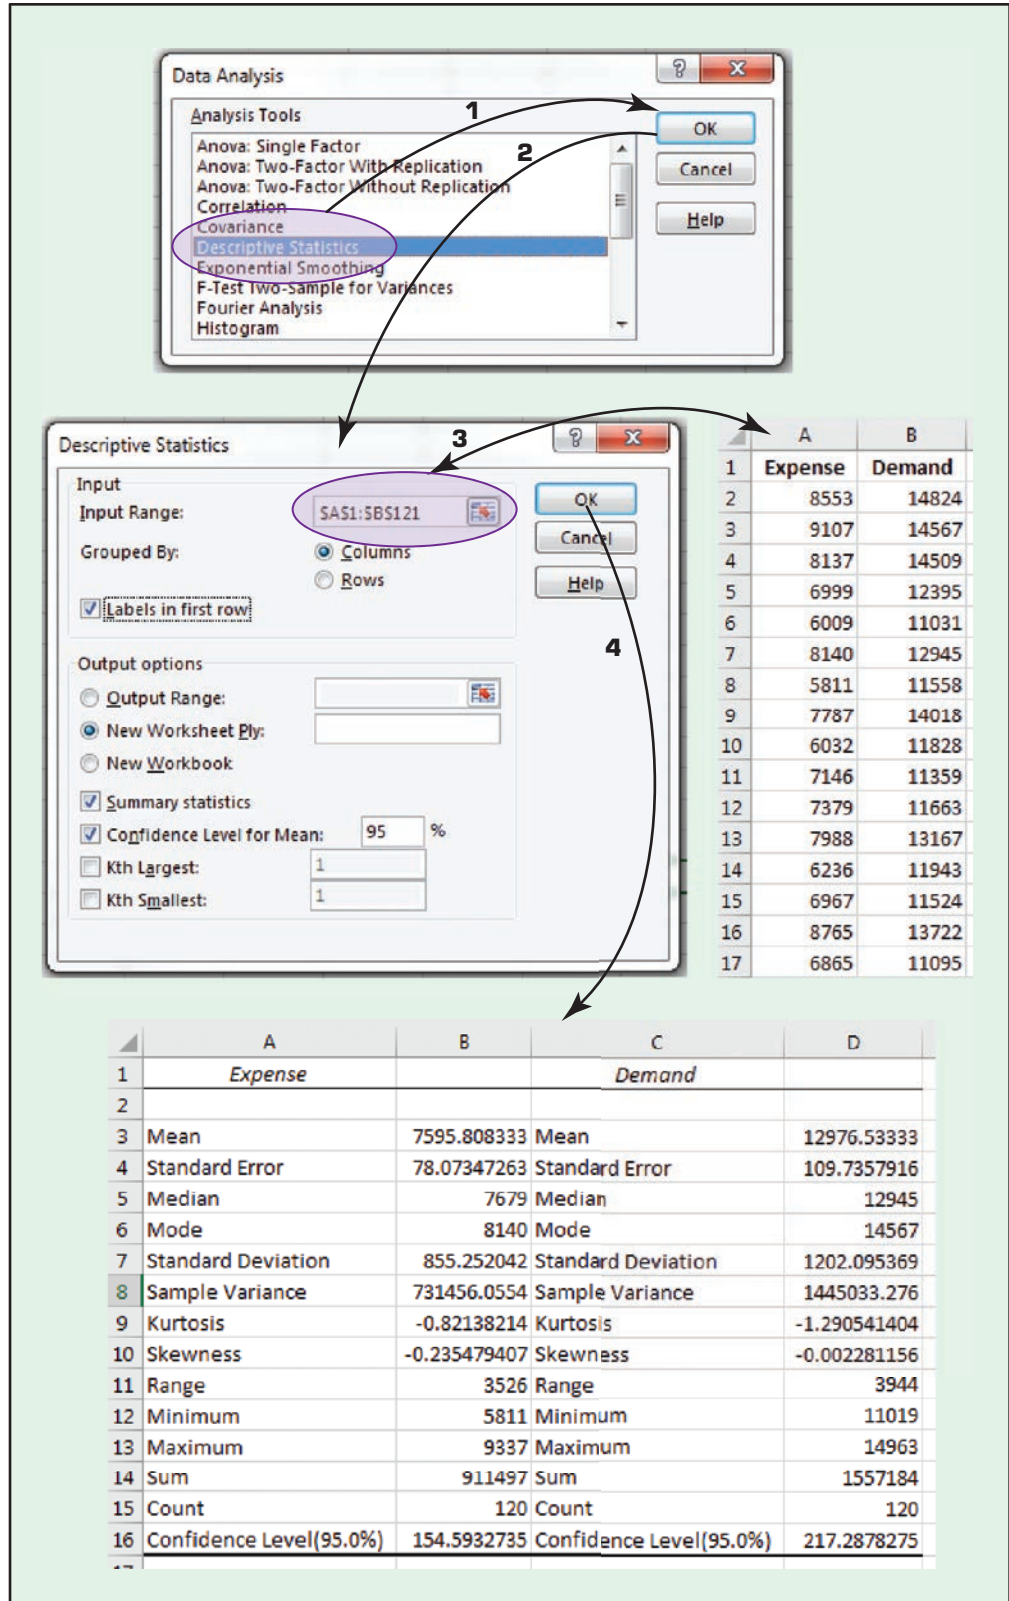 Data Analysis
Analysis Tools
1
OK
Anova: Single Factor
2
Anova: Two-Factor With Replication
Cancel
Anova: Two-Factor Without Replication
Correlation
Help
Covariance
Descriptive Statistics
Exponential Smoothing
F-Test Two-Sample for Variances
Fourier Analysis
Histogram
Descriptive Statistics
3
Input
Input Range: $A$1:$B$121
OK
Grouped By: Columns
Cancel
Rows
Help
Labels in first row
4
Output options
Output Range:
New Worksheet Ply:
New Workbook
Summary statistics
Confidence Level for Mean: 95 %
Kth Largest: 1
Kth Smallest: 1
A B
1 Expense Demand
2 8553 14824
3 9107 14567
4 8137 14509
5 6999 12395
6 6009 11031
7 8140 12945
8 5811 11558
9 7787 14018
10 6032 11828
11 7146 11359
12 7379 11663
13 7988 13167
14 6236 11943
15 6967 11524
16 8765 13722
17 6865 11095
A B C D
1 Expense Demand
2
3 Mean 7595.808333 Mean 12976.53333
4 Standard Error 78.07347263 Standard Error 109.7357916
5 Median 7679 Median 12945
6 Mode 8140 Mode 14567
7 Standard Deviation 855.252042 Standard Deviation 1202.095369
8 Sample Variance 731456.0554 Sample Variance 1445033.276
9 Kurtosis -0.82138214 Kurtosis -1.290541404
10 Skewness -0.235479407 Skewness -0.002281156
11 Range 3526 Range 3944
12 Minimum 5811 Minimum 11019
13 Maximum 9337 Maximum 14963
14 Sum 911497 Sum 1557184
15 Count 120 Count 120
16 Confidence Level(95.0%) 154.5932735 Confidence Level(95.0%) 217.2878275